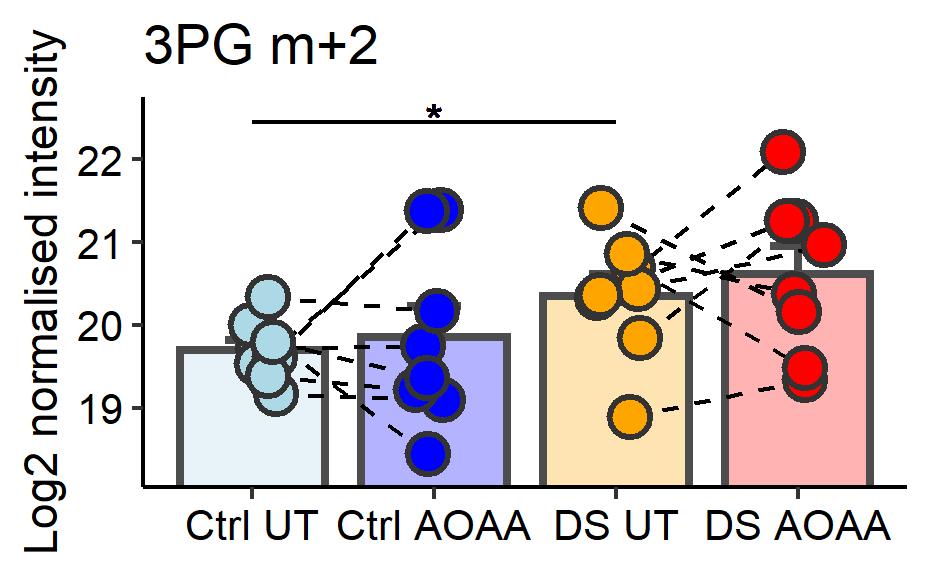 3PG m+2
Log2 normalised intensity
*
22
21
20
19
Ctrl UT
Ctrl AOAA
DS UT
DS AOAA